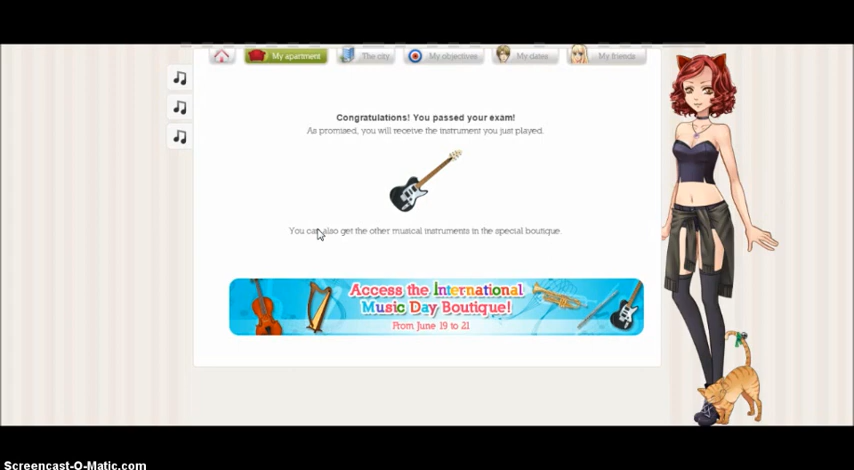 My apartment The city My objectives My dates My friends
Congratulations! You passed your exam!
As promised, you will receive the instrument you just played.
You can also get the other musical instruments in the special boutique.
Access the International
Music Day Boutique!
From June 19 to 21
Screencast-O-Matic.com